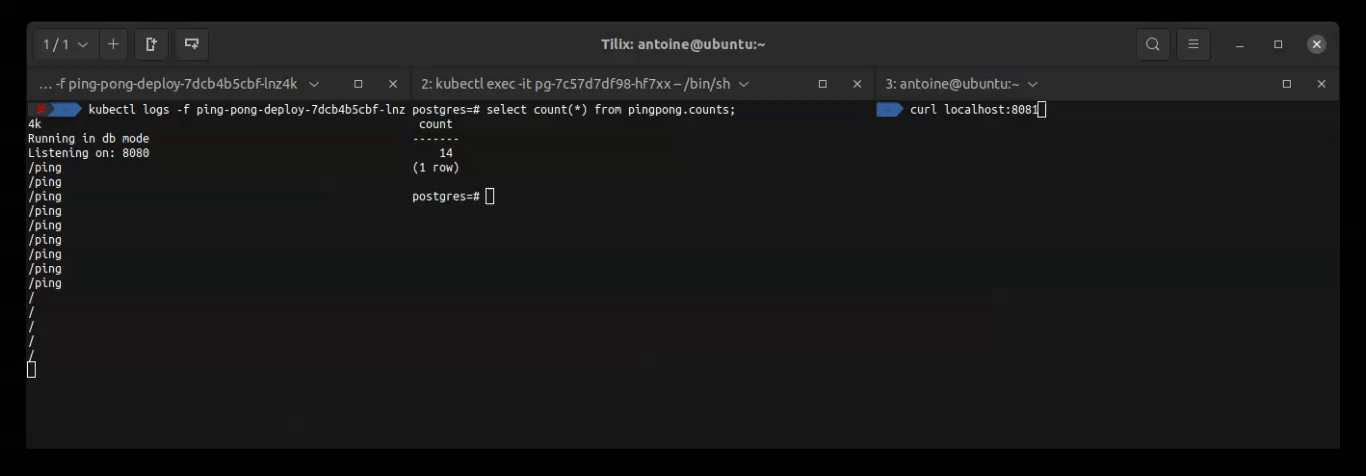 1 / 1
Tilix: antoine@ubuntu:~
... -f ping-pong-deploy-7dcb4b5cbf-lnz4k
2: kubectl exec -it pg-7c57d7df98-hf7xx -- /bin/sh
3: antoine@ubuntu:~
~ kubectl logs -f ping-pong-deploy-7dcb4b5cbf-lnz
4k
Running in db mode
Listening on: 8080
/ping
/ping
/ping
/ping
/ping
/ping
/ping
/ping
/ping
/
/
/
/
/
postgres=# select count(*) from pingpong.counts;
count
-------
14
(1 row)
postgres=#
~ curl localhost:8081